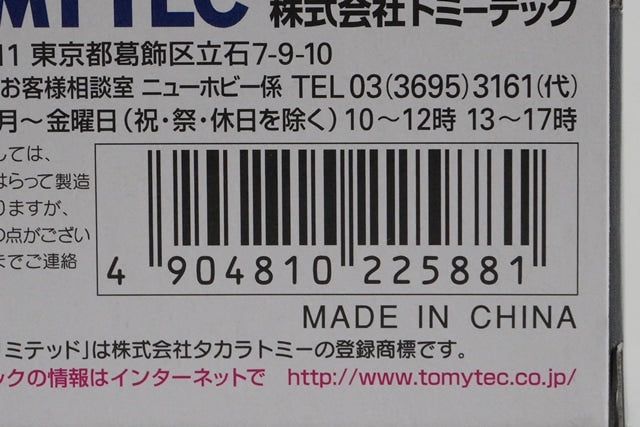 MYTEC 株式会社トミーテック
11 東京都葛飾区立石7-9-10
お客様相談室 ニューホビー係 TEL 03(3695)3161(代)
月～金曜日(祝・祭・休日を除く) 10～12時 13～17時
しては、
はらって製造
りますが、
の点がござい
までご連絡
4 904810 225881
MADE IN CHINA
リミテッド」は株式会社タカラトミーの登録商標です。
ックの情報はインターネットで http://www.tomytec.co.jp/